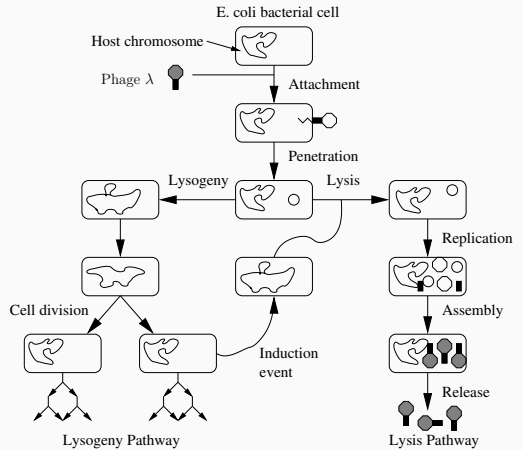 E. coli bacterial cell
Host chromosome
Phage λ
Attachment
Penetration
Lysogeny
Lysis
Replication
Cell division
Assembly
Induction
event
Release
Lysogeny Pathway
Lysis Pathway